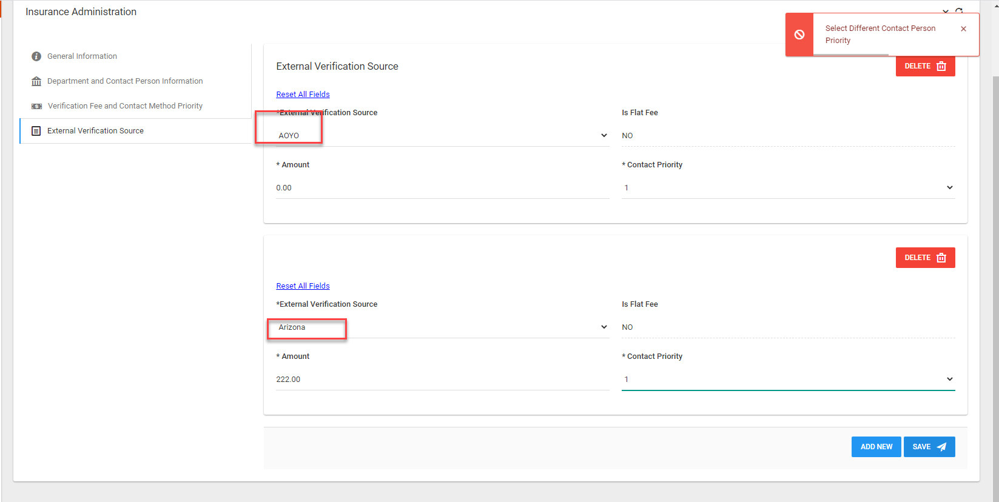 Insurance Administration
Select Different Contact Person
Priority
General Information
Department and Contact Person Information
Verification Fee and Contact Method Priority
External Verification Source
External Verification Source
DELETE
Reset All Fields
*External Verification Source
Is Flat Fee
AOYO
NO
* Amount
* Contact Priority
0.00
1
DELETE
Reset All Fields
*External Verification Source
Is Flat Fee
Arizona
NO
* Amount
* Contact Priority
222.00
1
ADD NEW
SAVE